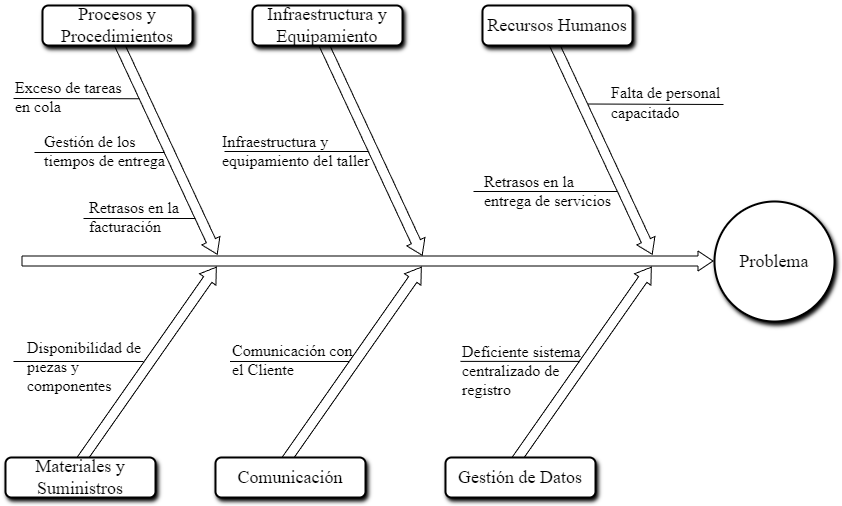 Procesos y
Procedimientos
Infraestructura y
Equipamiento
Recursos Humanos
Exceso de tareas
en cola
Gestión de los
tiempos de entrega
Retrasos en la
facturación
Infraestructura y
equipamiento del taller
Falta de personal
capacitado
Retrasos en la
entrega de servicios
Problema
Disponibilidad de
piezas y
componentes
Comunicación con
el Cliente
Deficiente sistema
centralizado de
registro
Materiales y
Suministros
Comunicación
Gestión de Datos